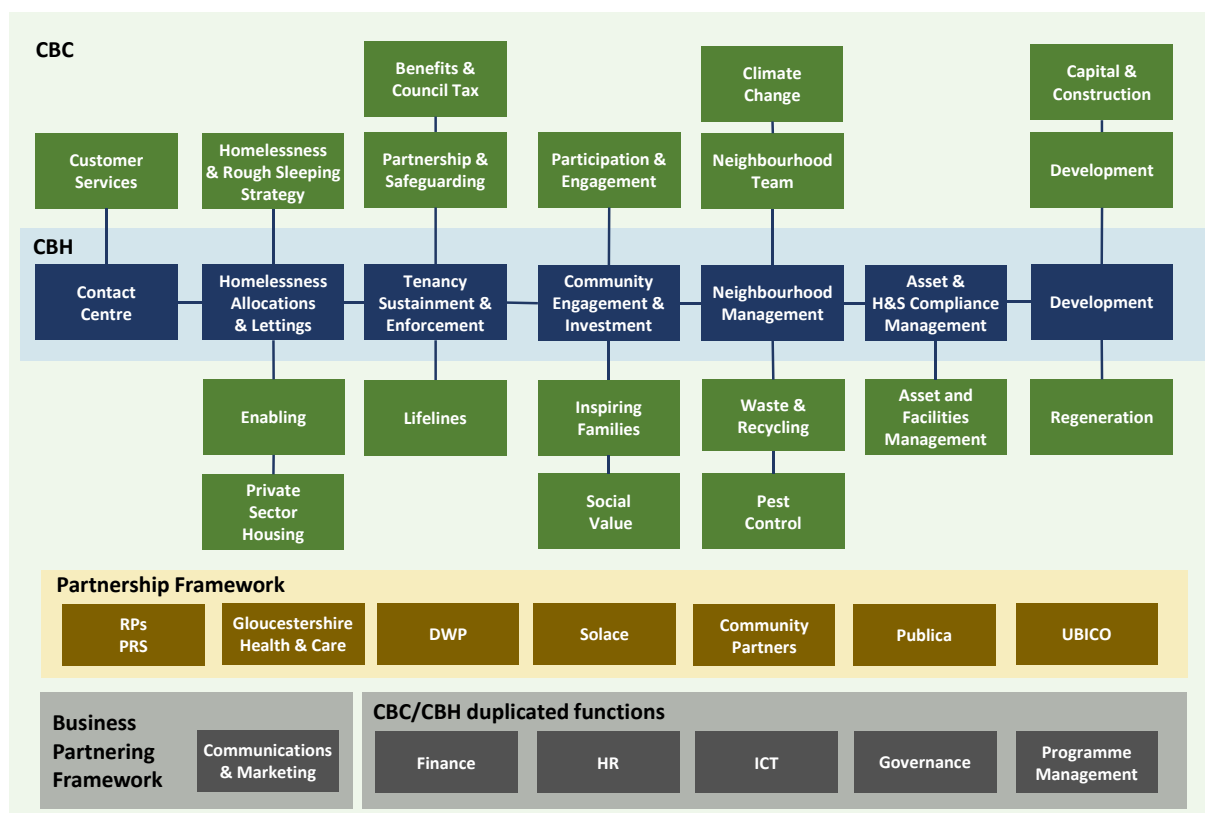 CBC
Benefits &
Council Tax
Climate
Change
Capital &
Construction
Customer
Services
Homelessness
& Rough Sleeping
Strategy
Partnership &
Safeguarding
Participation &
Engagement
Neighbourhood
Team
Development
CBH
Contact
Centre
Homelessness
Allocations
& Lettings
Tenancy
Sustainment &
Enforcement
Community
Engagement &
Investment
Neighbourhood
Management
Asset &
H&S Compliance
Management
Development
Enabling
Lifelines
Inspiring
Families
Waste &
Recycling
Asset and
Facilities
Management
Regeneration
Private
Sector
Housing
Social
Value
Pest
Control
Partnership Framework
RPs
PRS
Gloucestershire
Health & Care
DWP
Solace
Community
Partners
Publica
UBICO
Business
Partnering
Framework
Communications
& Marketing
CBC/CBH duplicated functions
Finance
HR
ICT
Governance
Programme
Management